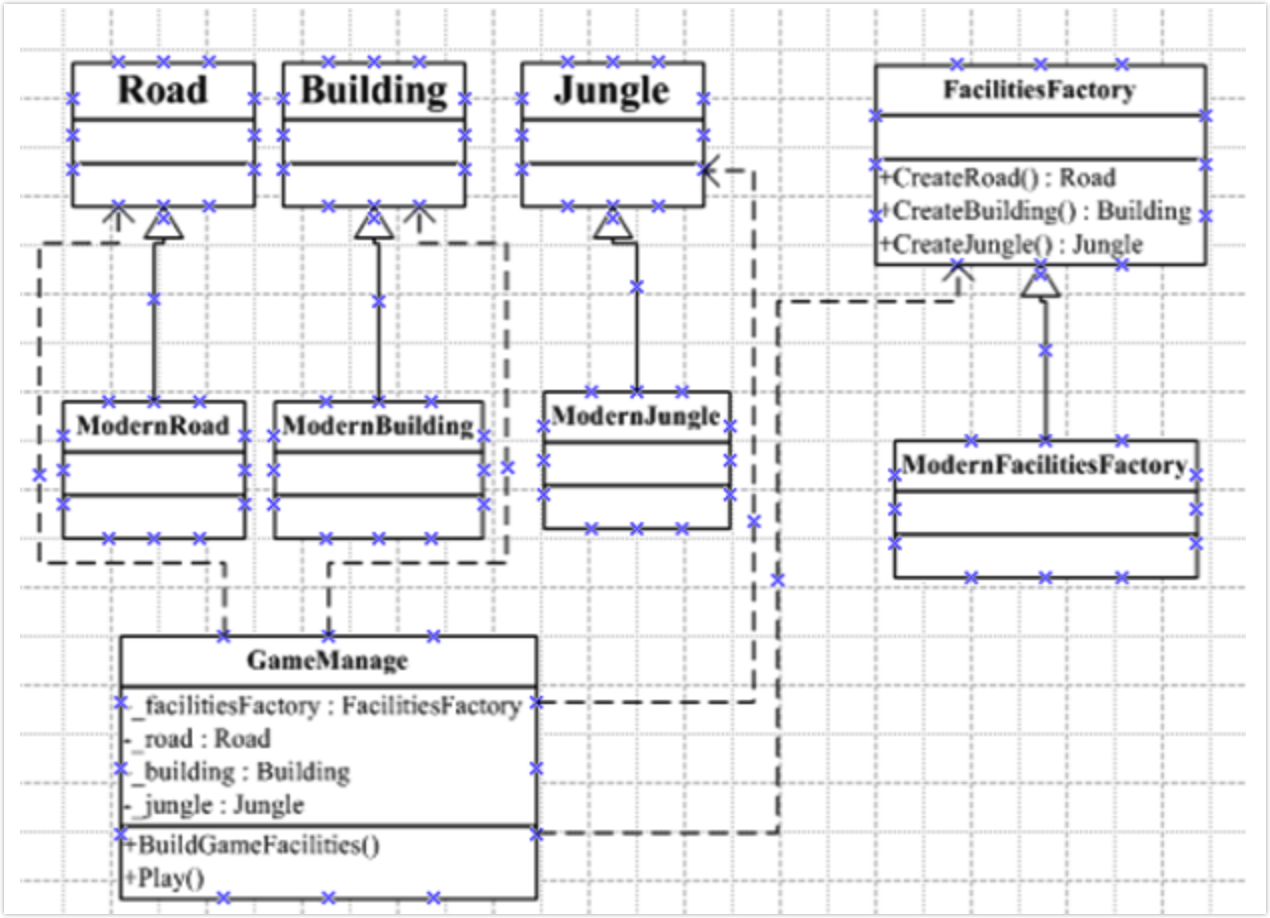 Road
Building
Jungle
FacilitiesFactory
+CreateRoad() : Road
+CreateBuilding() : Building
+CreateJungle() : Jungle
ModernRoad
ModernBuilding
ModernJungle
ModernFacilitiesFactory
GameManage
-_facilitiesFactory : FacilitiesFactory
-_road : Road
-_building : Building
-_jungle : Jungle
+BuildGameFacilities()
+Play()